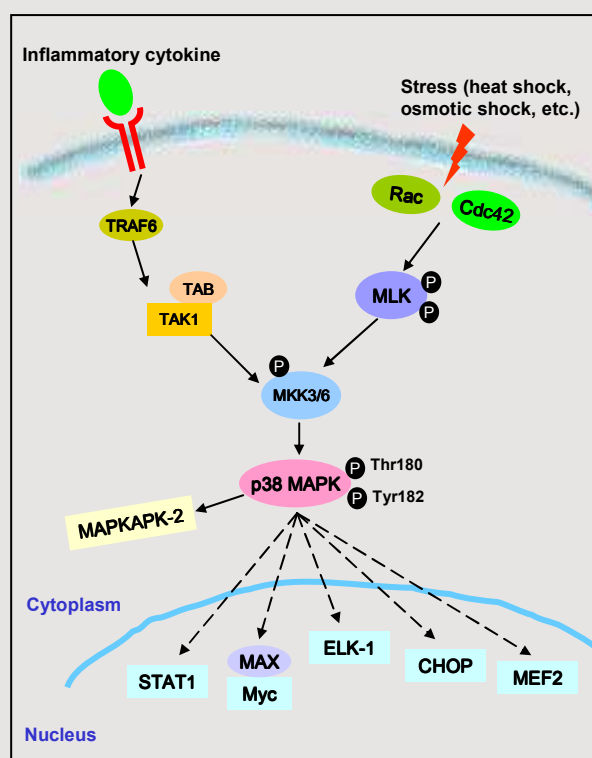 Inflammatory cytokine
Stress (heat shock,
osmotic shock, etc.)
Rac
Cdc42
TRAF6
TAB
TAK1
MLK
P
P
P
MKK3/6
p38 MAPK
P
Thr180
P
Tyr182
MAPKAPK-2
Cytoplasm
STAT1
MAX
Myc
ELK-1
CHOP
MEF2
Nucleus